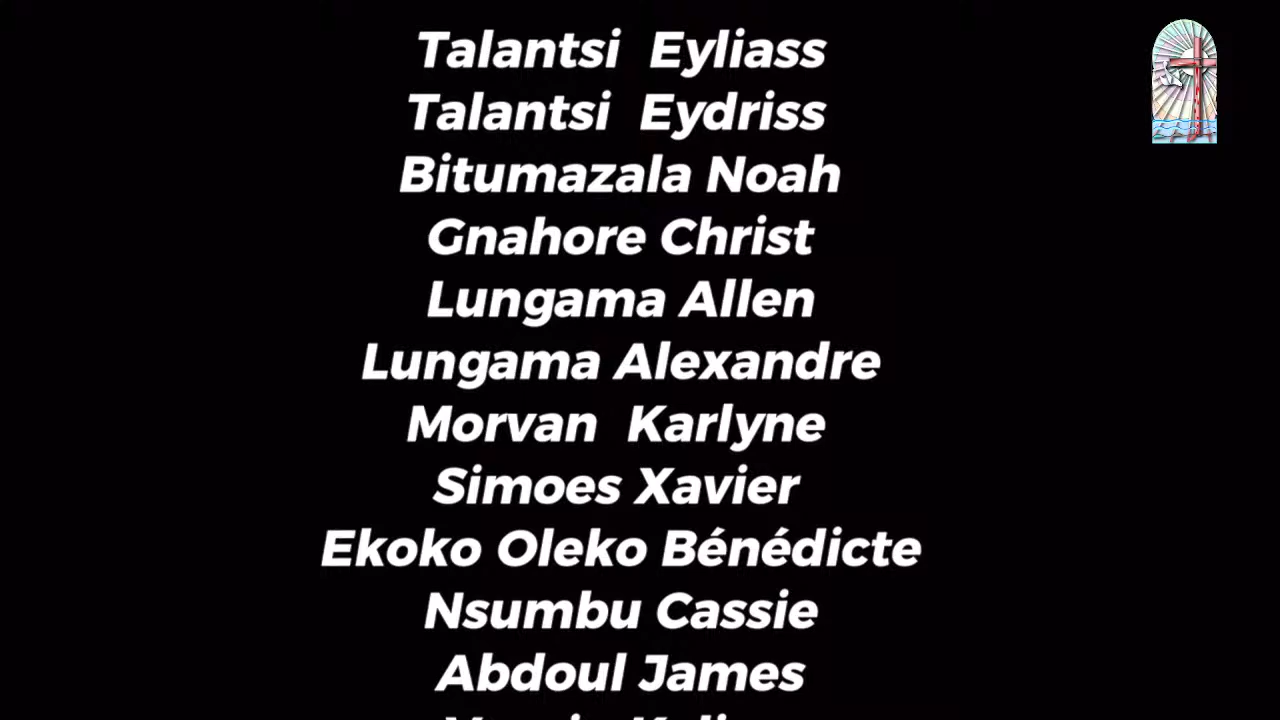 Talantsi Eyliass
Talantsi Eydriss
Bitumazala Noah
Gnahore Christ
Lungama Allen
Lungama Alexandre
Morvan Karlyne
Simoes Xavier
Ekoko Oleko Bénédicte
Nsumbu Cassie
Abdoul James